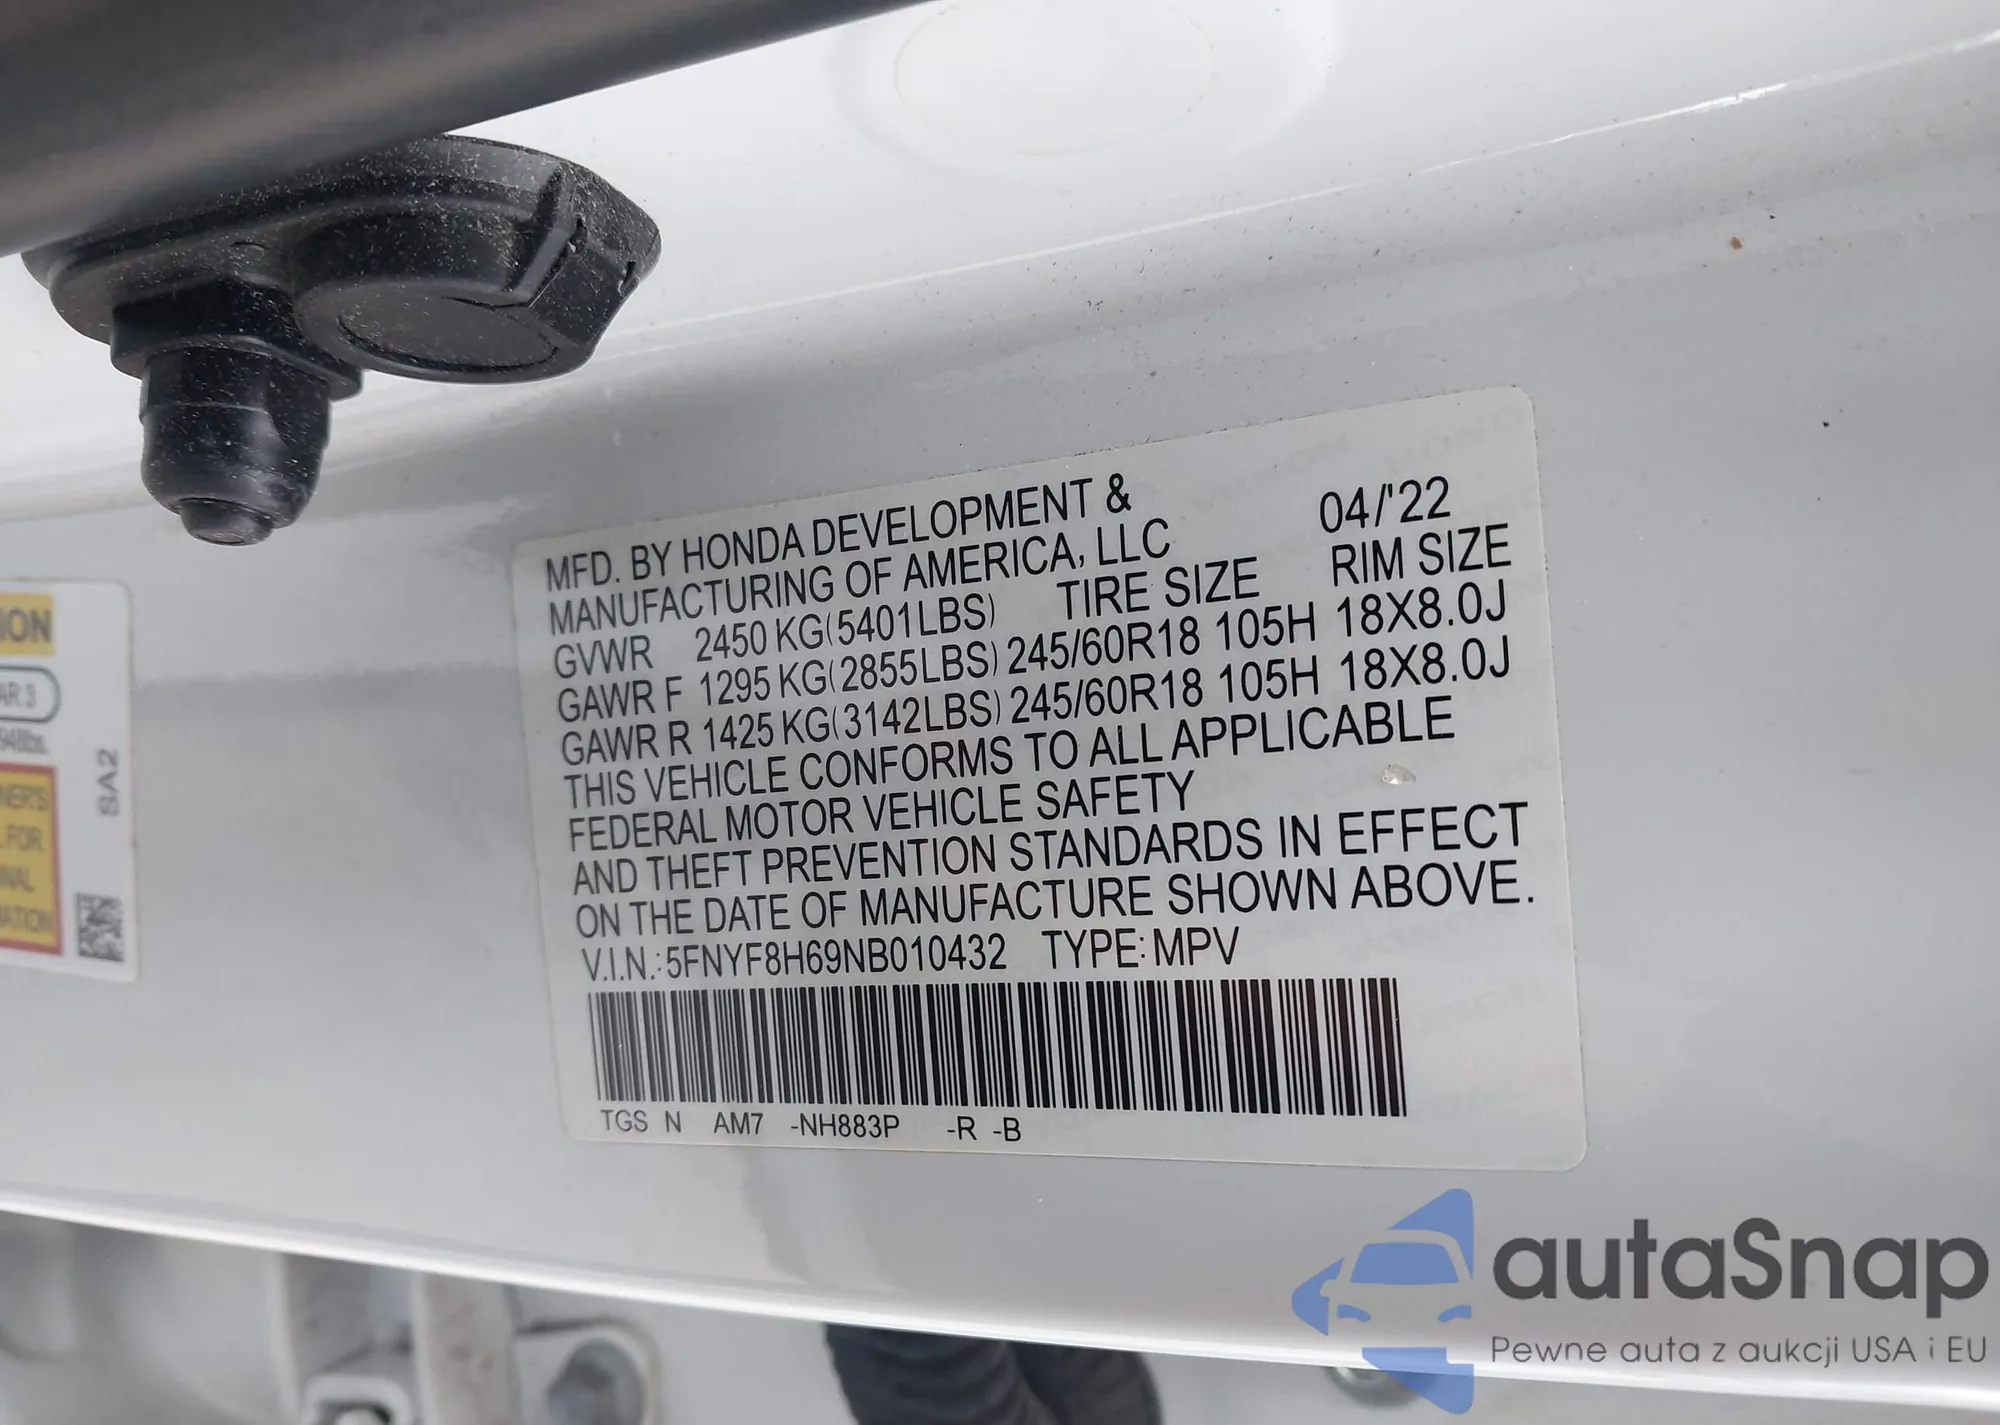 MFD. BY HONDA DEVELOPMENT &
MANUFACTURING OF AMERICA, LLC 04/'22
GVWR 2450 KG(5401LBS) TIRE SIZE RIM SIZE
GAWR F 1295 KG(2855LBS) 245/60R18 105H 18X8.0J
GAWR R 1425 KG(3142LBS) 245/60R18 105H 18X8.0J
THIS VEHICLE CONFORMS TO ALL APPLICABLE
FEDERAL MOTOR VEHICLE SAFETY
AND THEFT PREVENTION STANDARDS IN EFFECT
ON THE DATE OF MANUFACTURE SHOWN ABOVE.
V.I.N.: 5FNYF8H69NB010432 TYPE: MPV
TGS N AM7 -NH883P -R -B
SA2
FOR
autaSnap
Pewne auta z aukcji USA i EU